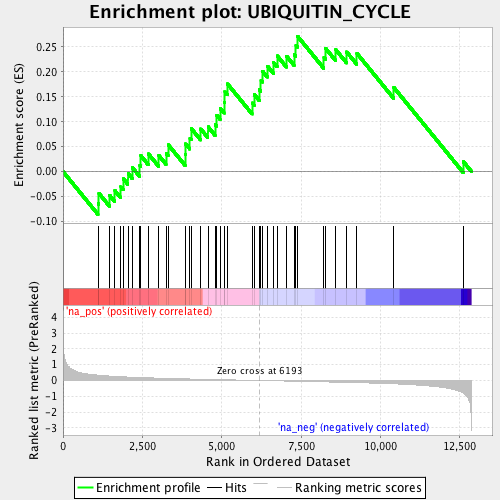 Enrichment plot: UBIQUITIN_CYCLE
Enrichment score (ES)
0.25
0.20
0.15
0.10
0.05
0.00
-0.05
-0.10
'na_pos' (positively correlated)
Ranked list metric (PreRanked)
4
3
2
1
0
-1
-2
-3
Zero cross at 6193
'na_neg' (negatively correlated)
0
2,500
5,000
7,500
10,000
12,500
Rank in Ordered Dataset
Enrichment profile
Hits
Ranking metric scores